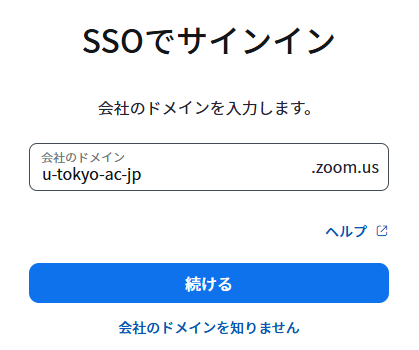 SSOでサインイン
会社のドメインを入力します。
会社のドメイン
u-tokyo-ac-jp .zoom.us
ヘルプ
続ける
会社のドメインを知りません